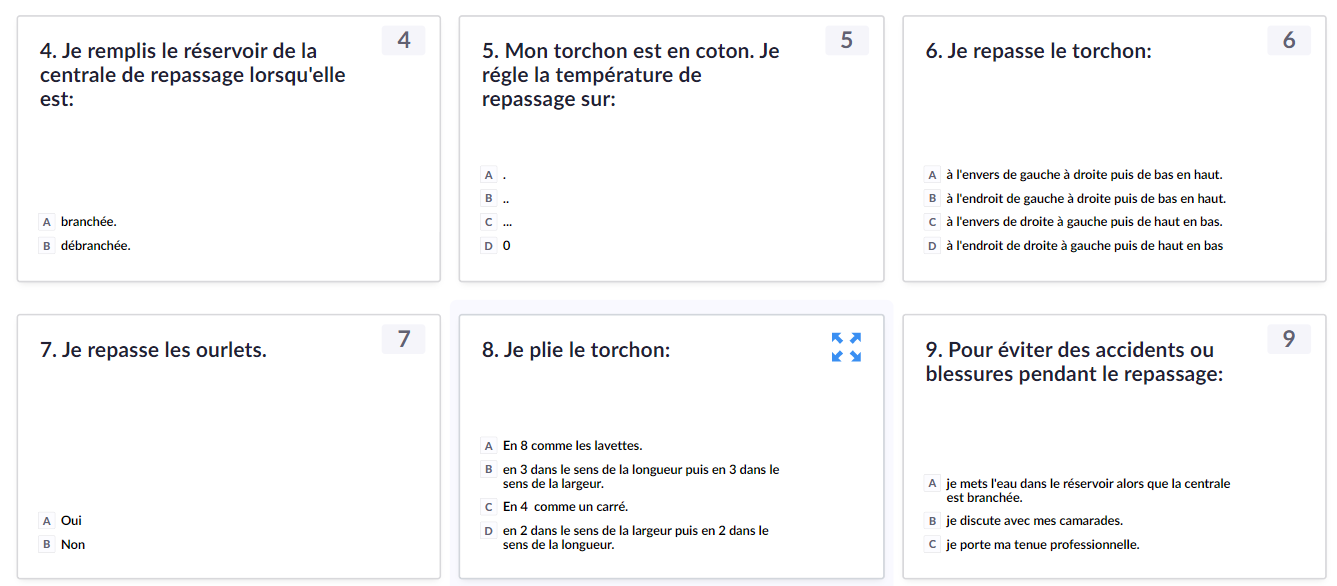 4. Je remplis le réservoir de la
centrale de repassage lorsqu'elle
est:
4
A branchée.
B débranchée.
5. Mon torchon est en coton. Je
régle la température de
repassage sur:
5
A .
B ..
C ...
D 0
6. Je repasse le torchon:
6
A à l'envers de gauche à droite puis de bas en haut.
B à l'endroit de gauche à droite puis de bas en haut.
C à l'envers de droite à gauche puis de haut en bas.
D à l'endroit de droite à gauche puis de haut en bas
7. Je repasse les ourlets.
7
A Oui
B Non
8. Je plie le torchon:
A En 8 comme les lavettes.
B en 3 dans le sens de la longueur puis en 3 dans le
sens de la largeur.
C En 4 comme un carré.
D en 2 dans le sens de la largeur puis en 2 dans le
sens de la longueur.
9. Pour éviter des accidents ou
blessures pendant le repassage:
9
A je mets l'eau dans le réservoir alors que la centrale
est branchée.
B je discute avec mes camarades.
C je porte ma tenue professionnelle.